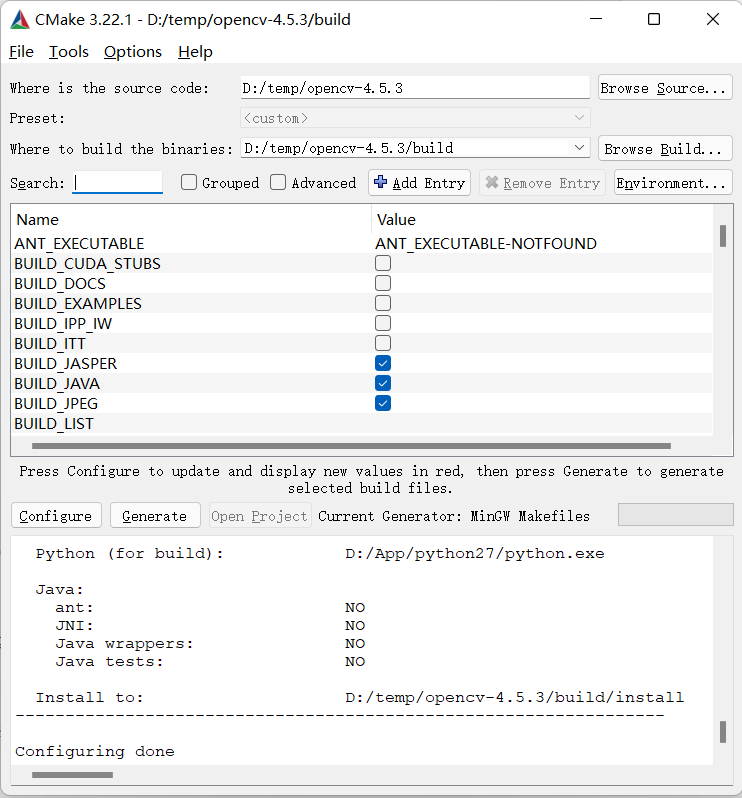 CMake 3.22.1 - D:/temp/opencv-4.5.3/build
File Tools Options Help
Where is the source code: D:/temp/opencv-4.5.3 Browse Source...
Preset: <custom>
Where to build the binaries: D:/temp/opencv-4.5.3/build Browse Build...
Search: Grouped Advanced Add Entry Remove Entry Environment...
Name Value
ANT_EXECUTABLE ANT_EXECUTABLE-NOTFOUND
BUILD_CUDA_STUBS
BUILD_DOCS
BUILD_EXAMPLES
BUILD_IPP_IW
BUILD_ITT
BUILD_JASPER
BUILD_JAVA
BUILD_JPEG
BUILD_LIST
Press Configure to update and display new values in red, then press Generate to generate
selected build files.
Configure Generate Open Project Current Generator: MinGW Makefiles
Python (for build): D:/App/python27/python.exe
Java:
ant: NO
JNI: NO
Java wrappers: NO
Java tests: NO
Install to: D:/temp/opencv-4.5.3/build/install
-----------------------------------------------------------------
Configuring done